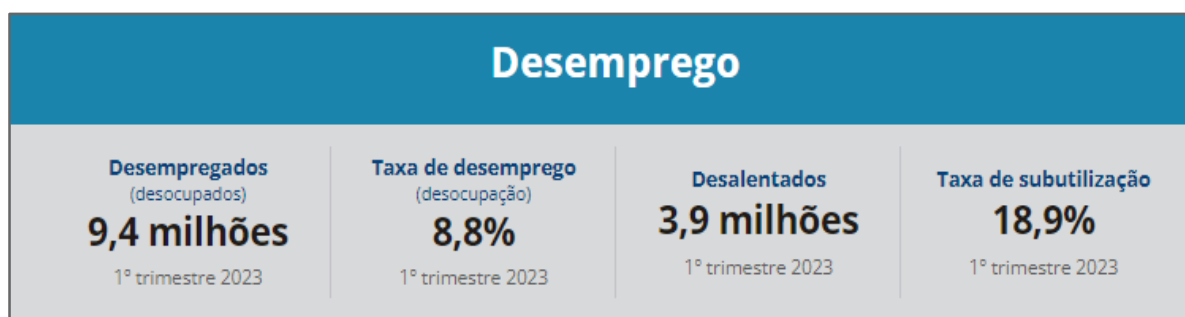 Desemprego
Desempregados
(desocupados)
9,4 milhões
1º trimestre 2023
Taxa de desemprego
(desocupação)
8,8%
1º trimestre 2023
Desalentados
3,9 milhões
1º trimestre 2023
Taxa de subutilização
18,9%
1º trimestre 2023